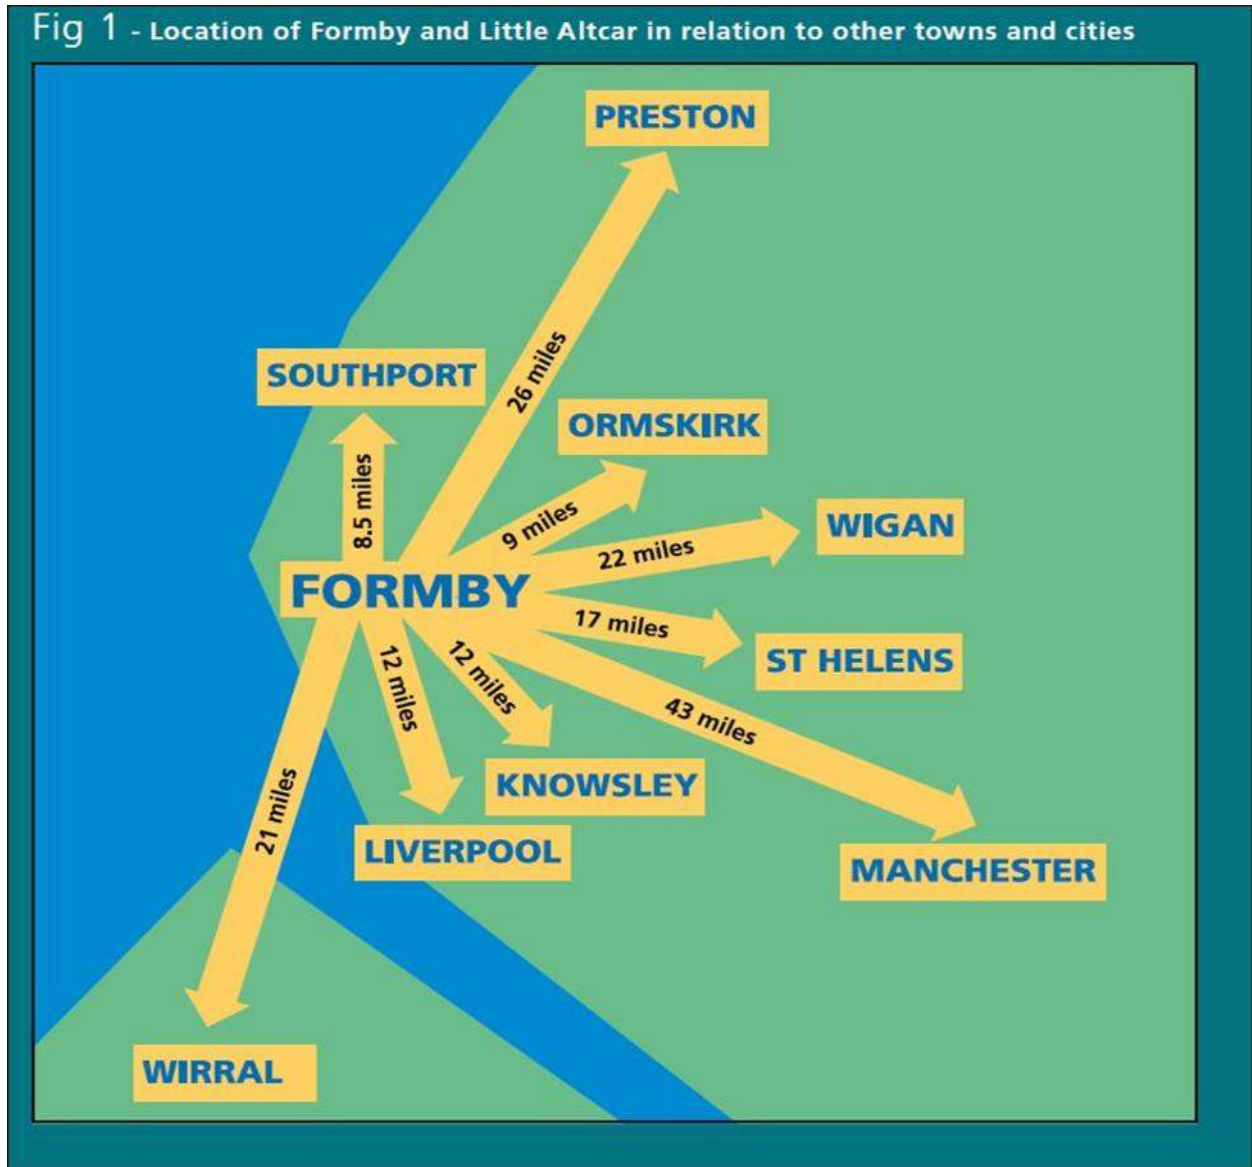 Fig 1 - Location of Formby and Little Altcar in relation to other towns and cities
PRESTON
26 miles
SOUTHPORT
8.5 miles
ORMSKIRK
9 miles
WIGAN
22 miles
FORMBY
17 miles
ST HELENS
43 miles
MANCHESTER
12 miles
KNOWSLEY
12 miles
LIVERPOOL
21 miles
WIRRAL